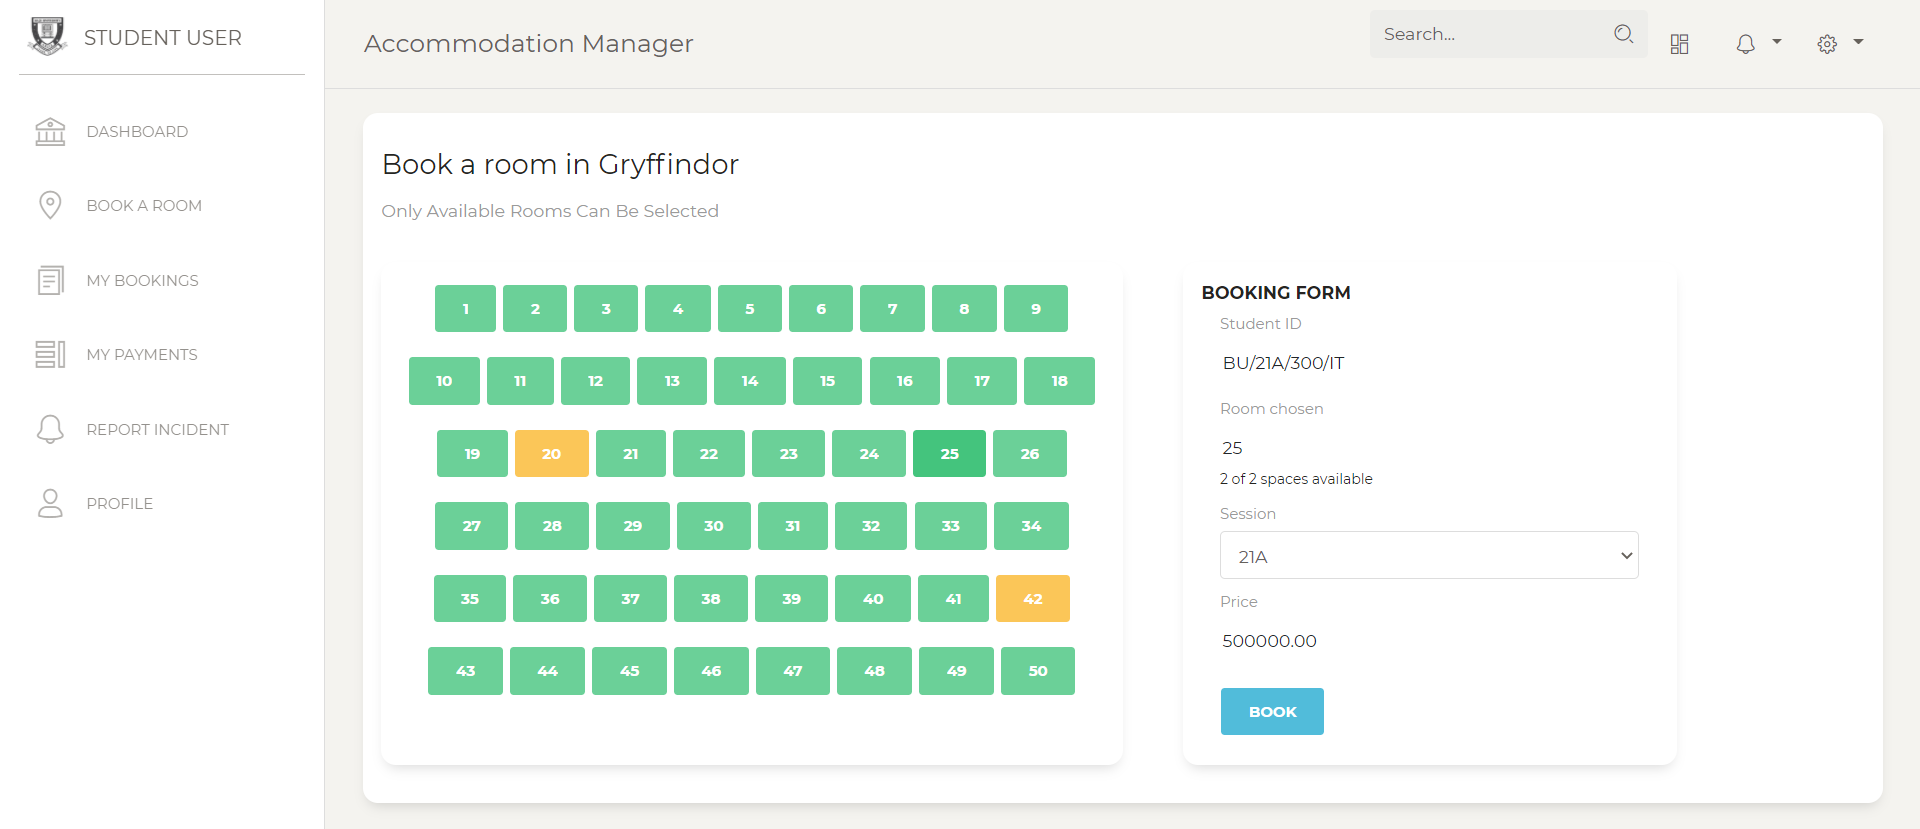 STUDENT USER
DASHBOARD
BOOK A ROOM
MY BOOKINGS
MY PAYMENTS
REPORT INCIDENT
PROFILE
Accommodation Manager
Search...
Book a room in Gryffindor
Only Available Rooms Can Be Selected
1 2 3 4 5 6 7 8 9
10 11 12 13 14 15 16 17 18
19 20 21 22 23 24 25 26
27 28 29 30 31 32 33 34
35 36 37 38 39 40 41 42
43 44 45 46 47 48 49 50
BOOKING FORM
Student ID
BU/21A/300/IT
Room chosen
25
2 of 2 spaces available
Session
21A
Price
500000.00
BOOK